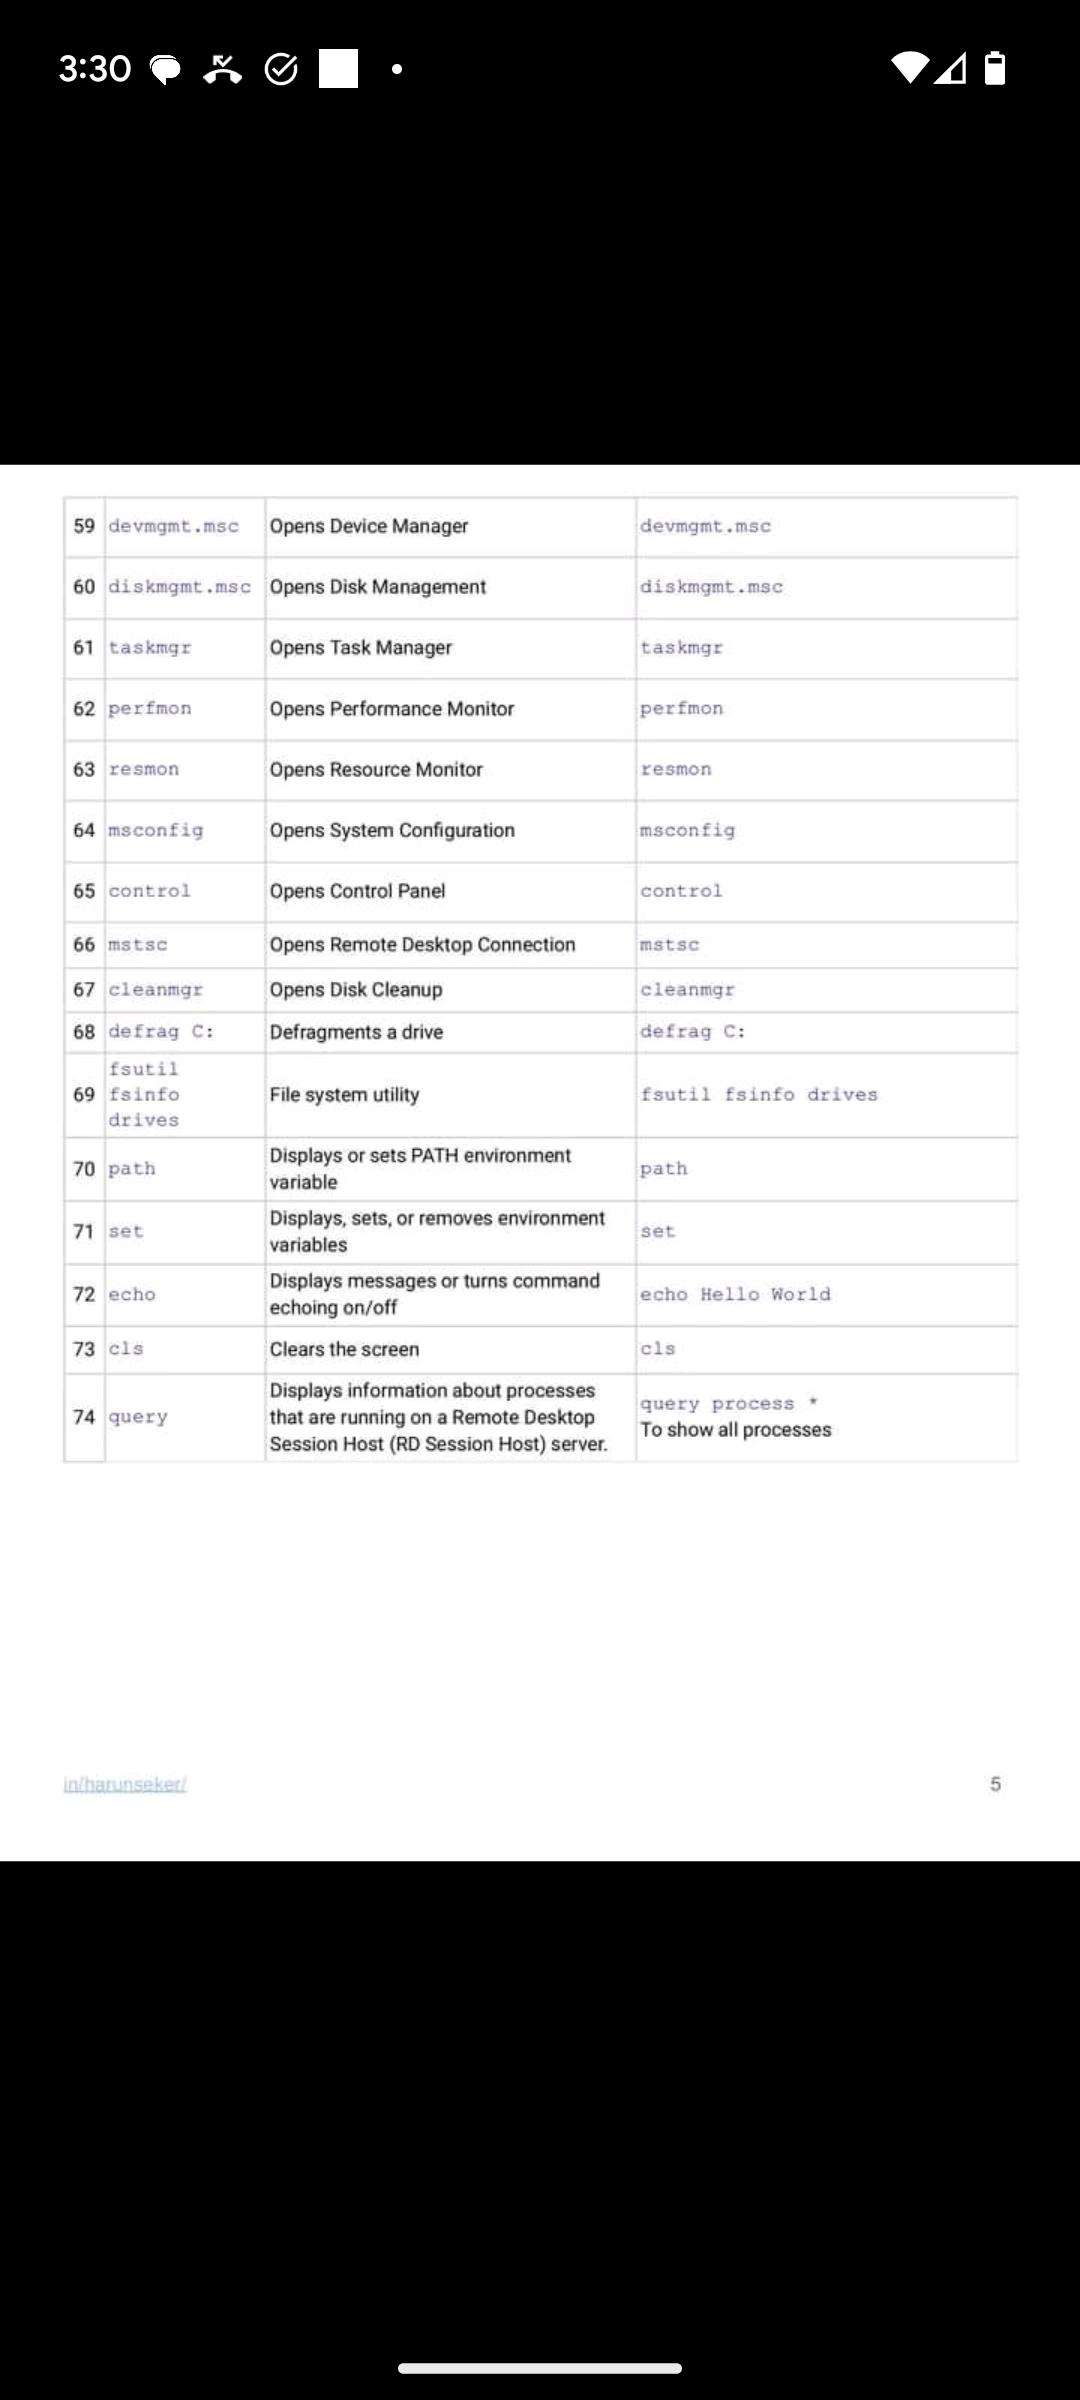 3:30
59 devmgmt.msc Opens Device Manager devmgmt.msc
60 diskmgmt.msc Opens Disk Management diskmgmt.msc
61 taskmgr Opens Task Manager taskmgr
62 perfmon Opens Performance Monitor perfmon
63 resmon Opens Resource Monitor resmon
64 msconfig Opens System Configuration msconfig
65 control Opens Control Panel control
66 mstsc Opens Remote Desktop Connection mstsc
67 cleanmgr Opens Disk Cleanup cleanmgr
68 defrag C: Defragments a drive defrag C:
fsutil
69 fsinfo File system utility fsutil fsinfo drives
drives
Displays or sets PATH environment
70 path variable path
Displays, sets, or removes environment
71 set variables set
Displays messages or turns command
72 echo echoing on/off echo Hello World
73 cls Clears the screen cls
Displays information about processes
74 query that are running on a Remote Desktop query process *
Session Host (RD Session Host) server. To show all processes
in/harunseker/ 5